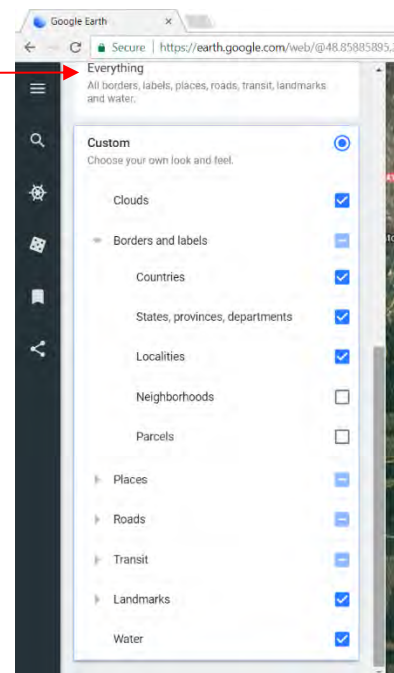 Google Earth
Secure | https://earth.google.com/web/@48.85885895,
Everything
All borders, labels, places, roads, transit, landmarks
and water.
Custom
Choose your own look and feel.
Clouds
Borders and labels
Countries
States, provinces, departments
Localities
Neighborhoods
Parcels
Places
Roads
Transit
Landmarks
Water